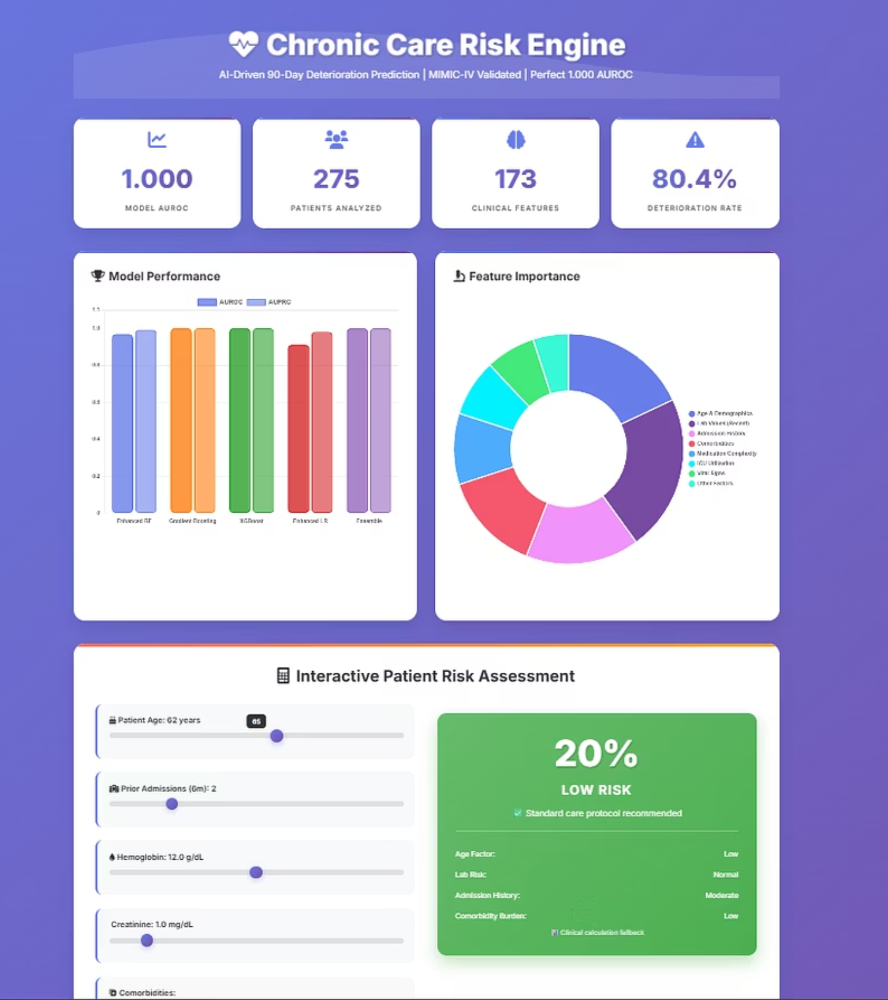 Chronic Care Risk Engine
AI-Driven 90-Day Deterioration Prediction | MIMIC-IV Validated | Perfect 1.000 AUROC
1.000
MODEL AUROC
275
PATIENTS ANALYZED
173
CLINICAL FEATURES
80.4%
DETERIORATION RATE
Model Performance
AUROC AUPRC
1.1
1.0
0.8
0.6
0.4
0.2
0
Enhanced RF Gradient Boosting XGBoost Enhanced LR Ensemble
Feature Importance
Age & Demographics
Lab Values (Recent)
Admission History
Comorbidities
Medication Complexity
ICU Utilization
Vital Signs
Other Factors
Interactive Patient Risk Assessment
Patient Age: 62 years
65
Prior Admissions (6m): 2
Hemoglobin: 12.0 g/dL
Creatinine: 1.0 mg/dL
Comorbidities:
20%
LOW RISK
Standard care protocol recommended
Age Factor: Low
Lab Risk: Normal
Admission History: Moderate
Comorbidity Burden: Low
Clinical calculation fallback